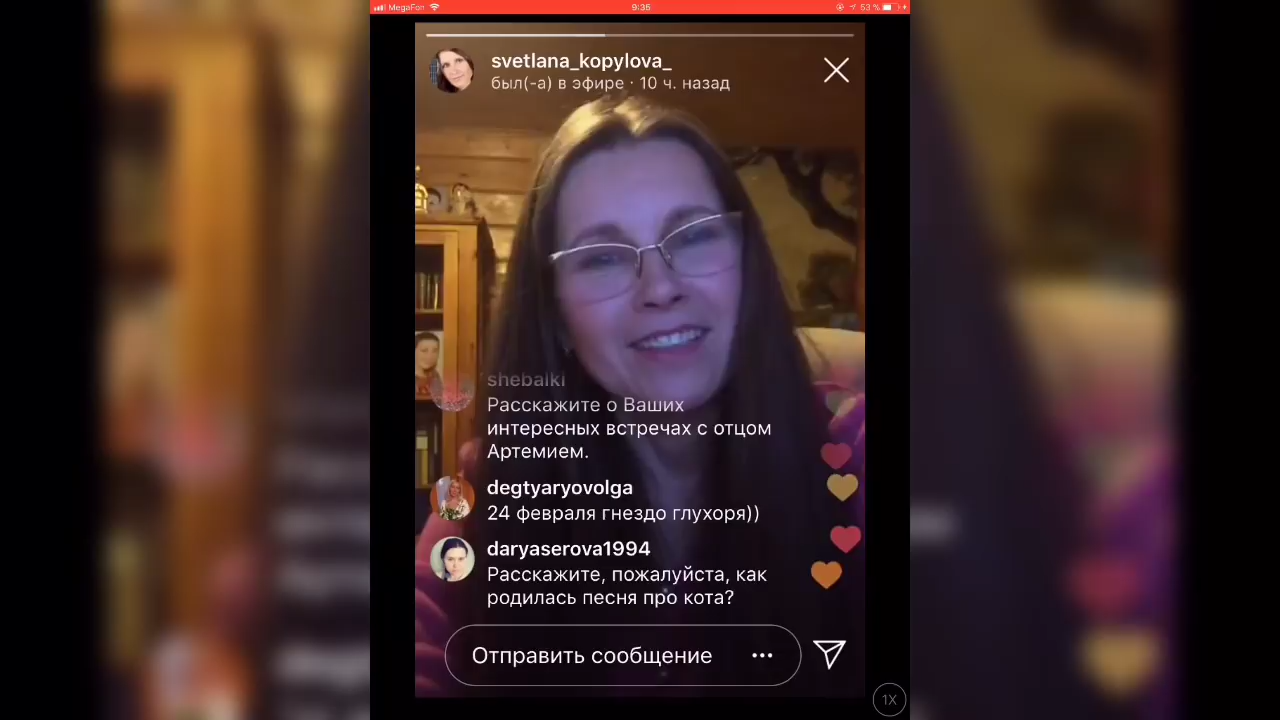 MegaFon
9:35
53 %
svetlana_kopylova_
был(-а) в эфире · 10 ч. назад
shebalki
Расскажите о Ваших
интересных встречах с отцом
Артемием.
degtyaryovolga
24 февраля гнездо глухоря))
daryaserova1994
Расскажите, пожалуйста, как
родилась песня про кота?
Отправить сообщение
1X